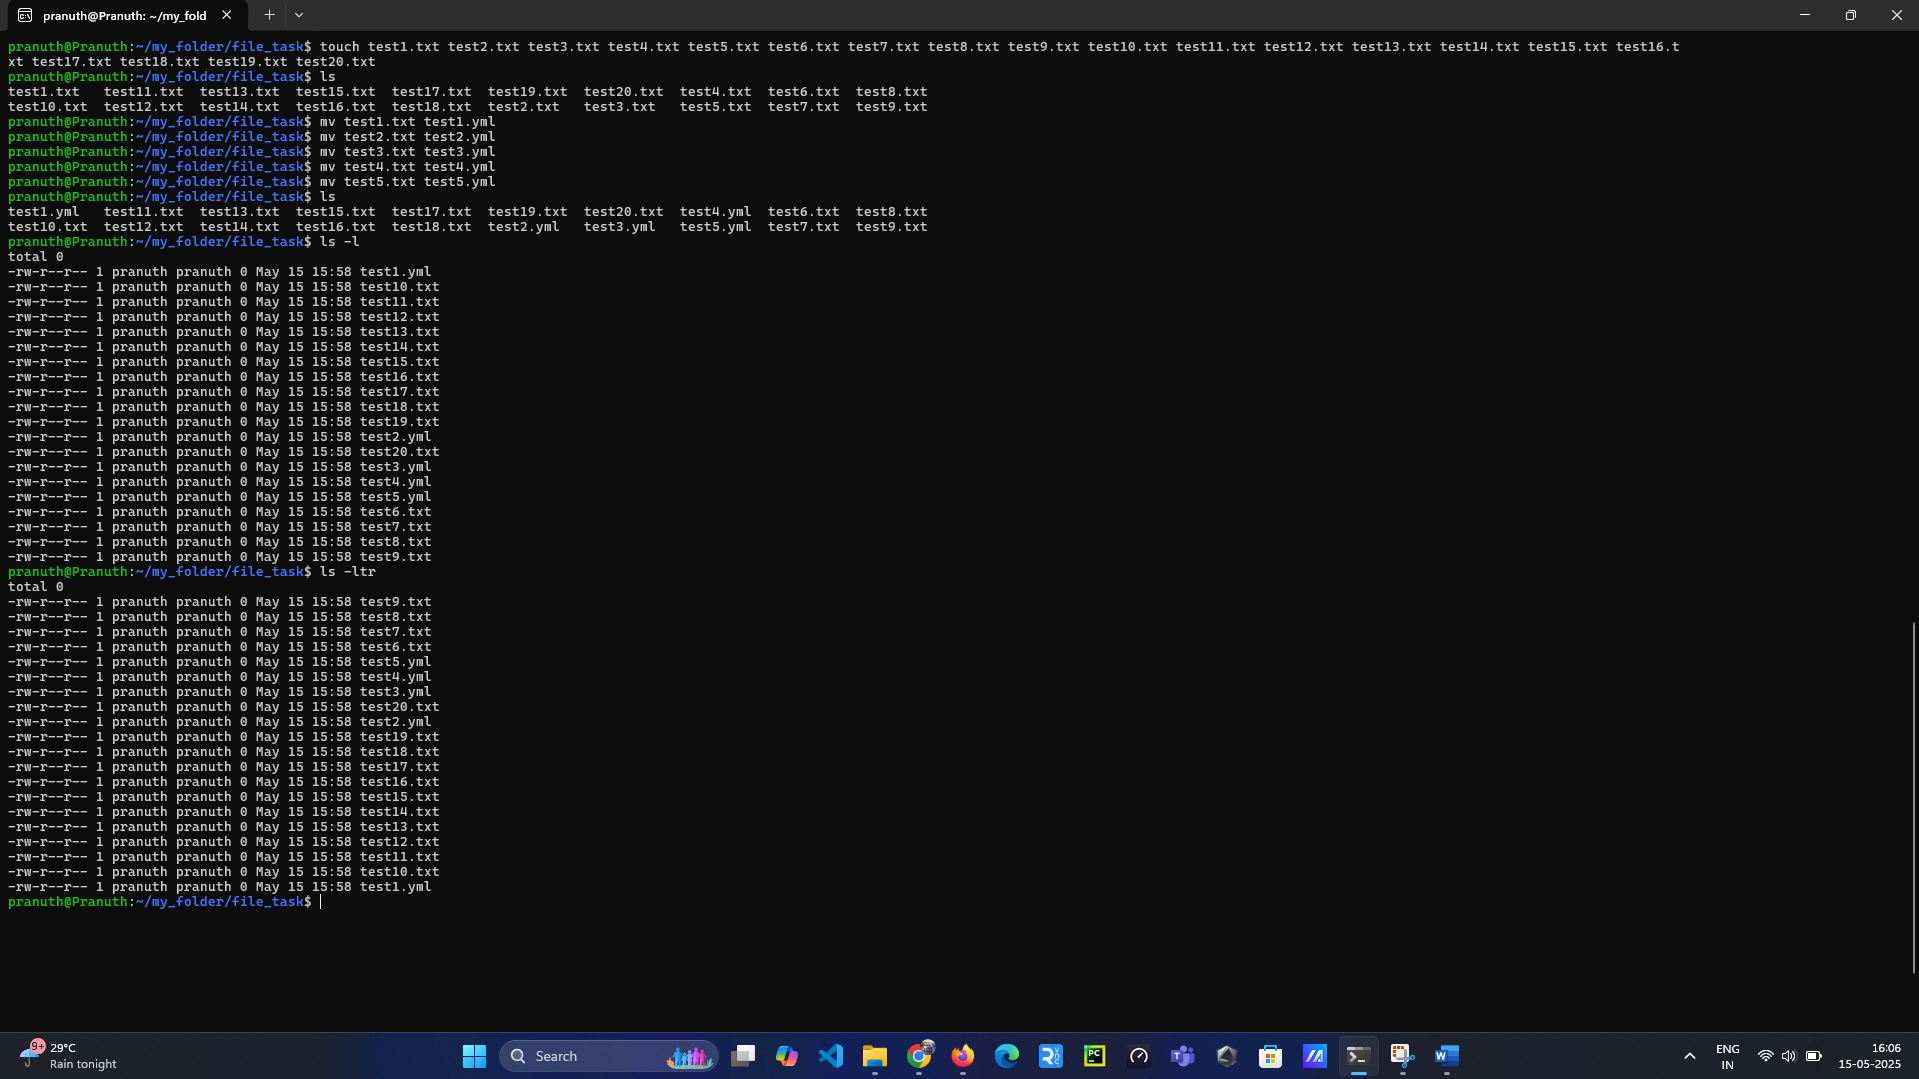 pranuth@Pranuth: ~/my_fold
pranuth@Pranuth:~/my_folder/file_task$ touch test1.txt test2.txt test3.txt test4.txt test5.txt test6.txt test7.txt test8.txt test9.txt test10.txt test11.txt test12.txt test13.txt test14.txt test15.txt test16.t
xt test17.txt test18.txt test19.txt test20.txt
pranuth@Pranuth:~/my_folder/file_task$ ls
test1.txt   test11.txt  test13.txt  test15.txt  test17.txt  test19.txt  test20.txt  test4.txt  test6.txt  test8.txt
test10.txt  test12.txt  test14.txt  test16.txt  test18.txt  test2.txt   test3.txt   test5.txt  test7.txt  test9.txt
pranuth@Pranuth:~/my_folder/file_task$ mv test1.txt test1.yml
pranuth@Pranuth:~/my_folder/file_task$ mv test2.txt test2.yml
pranuth@Pranuth:~/my_folder/file_task$ mv test3.txt test3.yml
pranuth@Pranuth:~/my_folder/file_task$ mv test4.txt test4.yml
pranuth@Pranuth:~/my_folder/file_task$ mv test5.txt test5.yml
pranuth@Pranuth:~/my_folder/file_task$ ls
test1.yml   test11.txt  test13.txt  test15.txt  test17.txt  test19.txt  test20.txt  test4.yml  test6.txt  test8.txt
test10.txt  test12.txt  test14.txt  test16.txt  test18.txt  test2.yml   test3.yml   test5.yml  test7.txt  test9.txt
pranuth@Pranuth:~/my_folder/file_task$ ls -l
total 0
-rw-r--r-- 1 pranuth pranuth 0 May 15 15:58 test1.yml
-rw-r--r-- 1 pranuth pranuth 0 May 15 15:58 test10.txt
-rw-r--r-- 1 pranuth pranuth 0 May 15 15:58 test11.txt
-rw-r--r-- 1 pranuth pranuth 0 May 15 15:58 test12.txt
-rw-r--r-- 1 pranuth pranuth 0 May 15 15:58 test13.txt
-rw-r--r-- 1 pranuth pranuth 0 May 15 15:58 test14.txt
-rw-r--r-- 1 pranuth pranuth 0 May 15 15:58 test15.txt
-rw-r--r-- 1 pranuth pranuth 0 May 15 15:58 test16.txt
-rw-r--r-- 1 pranuth pranuth 0 May 15 15:58 test17.txt
-rw-r--r-- 1 pranuth pranuth 0 May 15 15:58 test18.txt
-rw-r--r-- 1 pranuth pranuth 0 May 15 15:58 test19.txt
-rw-r--r-- 1 pranuth pranuth 0 May 15 15:58 test2.yml
-rw-r--r-- 1 pranuth pranuth 0 May 15 15:58 test20.txt
-rw-r--r-- 1 pranuth pranuth 0 May 15 15:58 test3.yml
-rw-r--r-- 1 pranuth pranuth 0 May 15 15:58 test4.yml
-rw-r--r-- 1 pranuth pranuth 0 May 15 15:58 test5.yml
-rw-r--r-- 1 pranuth pranuth 0 May 15 15:58 test6.txt
-rw-r--r-- 1 pranuth pranuth 0 May 15 15:58 test7.txt
-rw-r--r-- 1 pranuth pranuth 0 May 15 15:58 test8.txt
-rw-r--r-- 1 pranuth pranuth 0 May 15 15:58 test9.txt
pranuth@Pranuth:~/my_folder/file_task$ ls -ltr
total 0
-rw-r--r-- 1 pranuth pranuth 0 May 15 15:58 test9.txt
-rw-r--r-- 1 pranuth pranuth 0 May 15 15:58 test8.txt
-rw-r--r-- 1 pranuth pranuth 0 May 15 15:58 test7.txt
-rw-r--r-- 1 pranuth pranuth 0 May 15 15:58 test6.txt
-rw-r--r-- 1 pranuth pranuth 0 May 15 15:58 test5.yml
-rw-r--r-- 1 pranuth pranuth 0 May 15 15:58 test4.yml
-rw-r--r-- 1 pranuth pranuth 0 May 15 15:58 test3.yml
-rw-r--r-- 1 pranuth pranuth 0 May 15 15:58 test20.txt
-rw-r--r-- 1 pranuth pranuth 0 May 15 15:58 test2.yml
-rw-r--r-- 1 pranuth pranuth 0 May 15 15:58 test19.txt
-rw-r--r-- 1 pranuth pranuth 0 May 15 15:58 test18.txt
-rw-r--r-- 1 pranuth pranuth 0 May 15 15:58 test17.txt
-rw-r--r-- 1 pranuth pranuth 0 May 15 15:58 test16.txt
-rw-r--r-- 1 pranuth pranuth 0 May 15 15:58 test15.txt
-rw-r--r-- 1 pranuth pranuth 0 May 15 15:58 test14.txt
-rw-r--r-- 1 pranuth pranuth 0 May 15 15:58 test13.txt
-rw-r--r-- 1 pranuth pranuth 0 May 15 15:58 test12.txt
-rw-r--r-- 1 pranuth pranuth 0 May 15 15:58 test11.txt
-rw-r--r-- 1 pranuth pranuth 0 May 15 15:58 test10.txt
-rw-r--r-- 1 pranuth pranuth 0 May 15 15:58 test1.yml
pranuth@Pranuth:~/my_folder/file_task$
9+ 29°C
Rain tonight
Search
PC
ENG
IN
16:06
15-05-2025